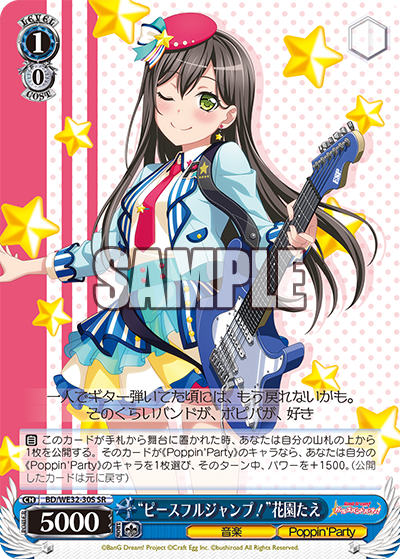 LEVEL
1
0
COST
SAMPLE
一人でギター弾いてた頃には、もう戻れないかも。
そのくらいバンドが、ポピパが、好き
自 このカードが手札から舞台に置かれた時、あなたは自分の山札の上から
1枚を公開する。そのカードが《Poppin'Party》のキャラなら、あなたは自分の
《Poppin'Party》のキャラを1枚選び、そのターン中、パワーを＋1500。（公開
したカードは元に戻す）
CH BD/WE32-30S SR
5000
“ピースフルジャンプ！”花園たえ
音楽
Poppin'Party
©BanG Dream! Project ©Craft Egg Inc. ©bushiroad All Rights Reserved.